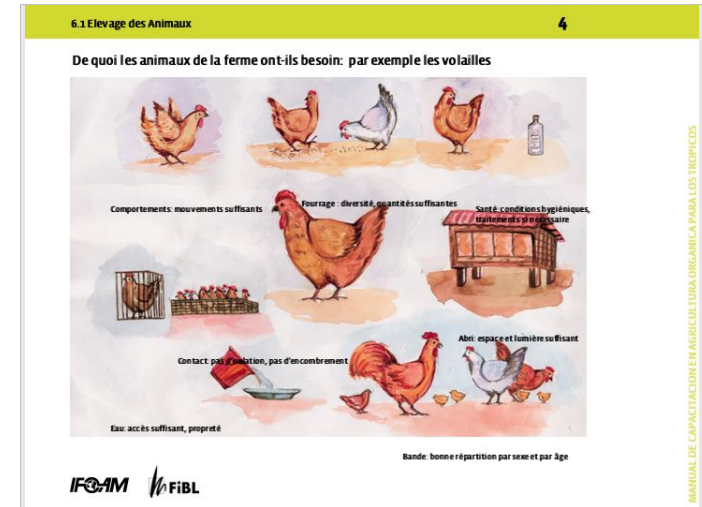 6.1 Elevage des Animaux
4
De quoi les animaux de la ferme ont-ils besoin: par exemple les volailles
Comportements: mouvements suffisants
Fourrage : diversité, quantités suffisantes
Santé: conditions hygiéniques,
traitements si nécessaire
Abri: espace et lumière suffisant
Contact: pas d'isolation, pas d'encombrement
Eau: accès suffisant, propreté
Bande: bonne répartition par sexe et par âge
IFOAM
FiBL
MANUAL DE CAPACITACION EN AGRICULTURA ORGANICA PARA LOS TROPICOS